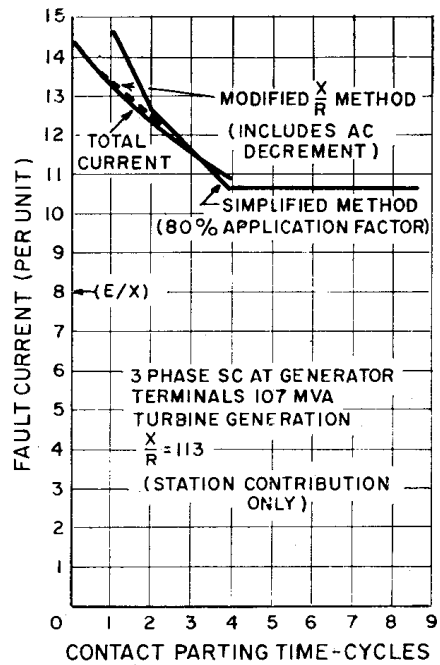 15
14
13
12
11
10
9
8
7
6
5
4
3
2
1
FAULT CURRENT (PER UNIT)
MODIFIED X/R METHOD
(INCLUDES AC
DECREMENT)
TOTAL
CURRENT
SIMPLIFIED METHOD
(80% APPLICATION FACTOR)
(E/X)
3 PHASE SC AT GENERATOR
TERMINALS 107 MVA
TURBINE GENERATION
X/R = 113
(STATION CONTRIBUTION
ONLY)
0 1 2 3 4 5 6 7 8 9
CONTACT PARTING TIME-CYCLES